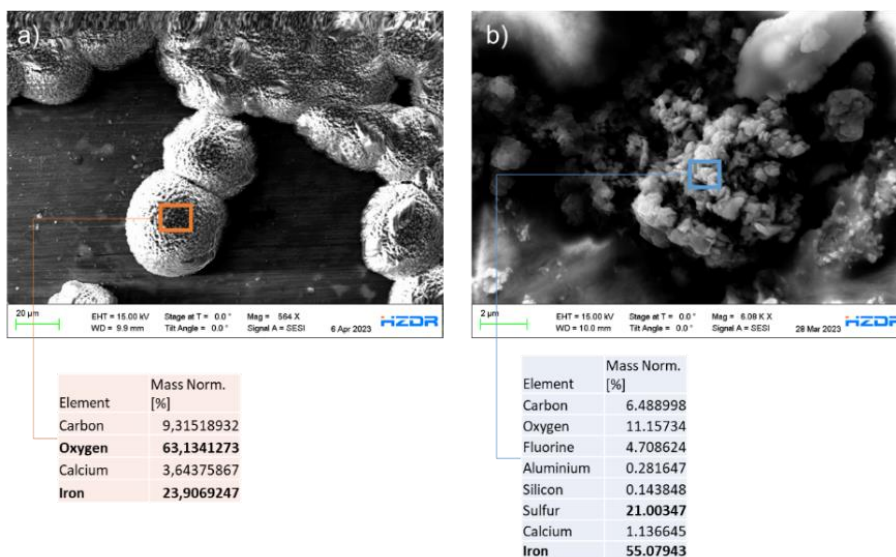 a)
20 µm
EHT = 15.00 kV Stage at T = 0.0 ° Mag = 564 X
WD = 9.9 mm Tilt Angle = 0.0 ° Signal A = SESI 6 Apr 2023 HZDR
b)
2 µm
EHT = 15.00 kV Stage at T = 0.0 ° Mag = 6.08 K X
WD = 10.0 mm Tilt Angle = 0.0 ° Signal A = SESI 28 Mar 2023 HZDR
Element Mass Norm. [%]
Carbon 9,31518932
Oxygen 63,1341273
Calcium 3,64375867
Iron 23,9069247
Element Mass Norm. [%]
Carbon 6.488998
Oxygen 11.15734
Fluorine 4.708624
Aluminium 0.281647
Silicon 0.143848
Sulfur 21.00347
Calcium 1.136645
Iron 55.07943